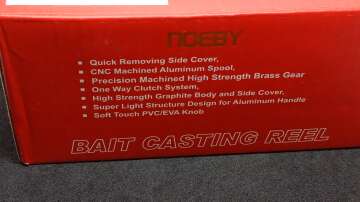 NOEBY
Quick Removing Side Cover,
CNC Machined Aluminum Spool,
Precision Machined High Strength Brass Gear
One Way Clutch System,
High Strength Graphite Body and Side Cover,
Super Light Structure Design for Aluminum Handle
Soft Touch PVC/EVA Knob
BAIT CASTING REEL